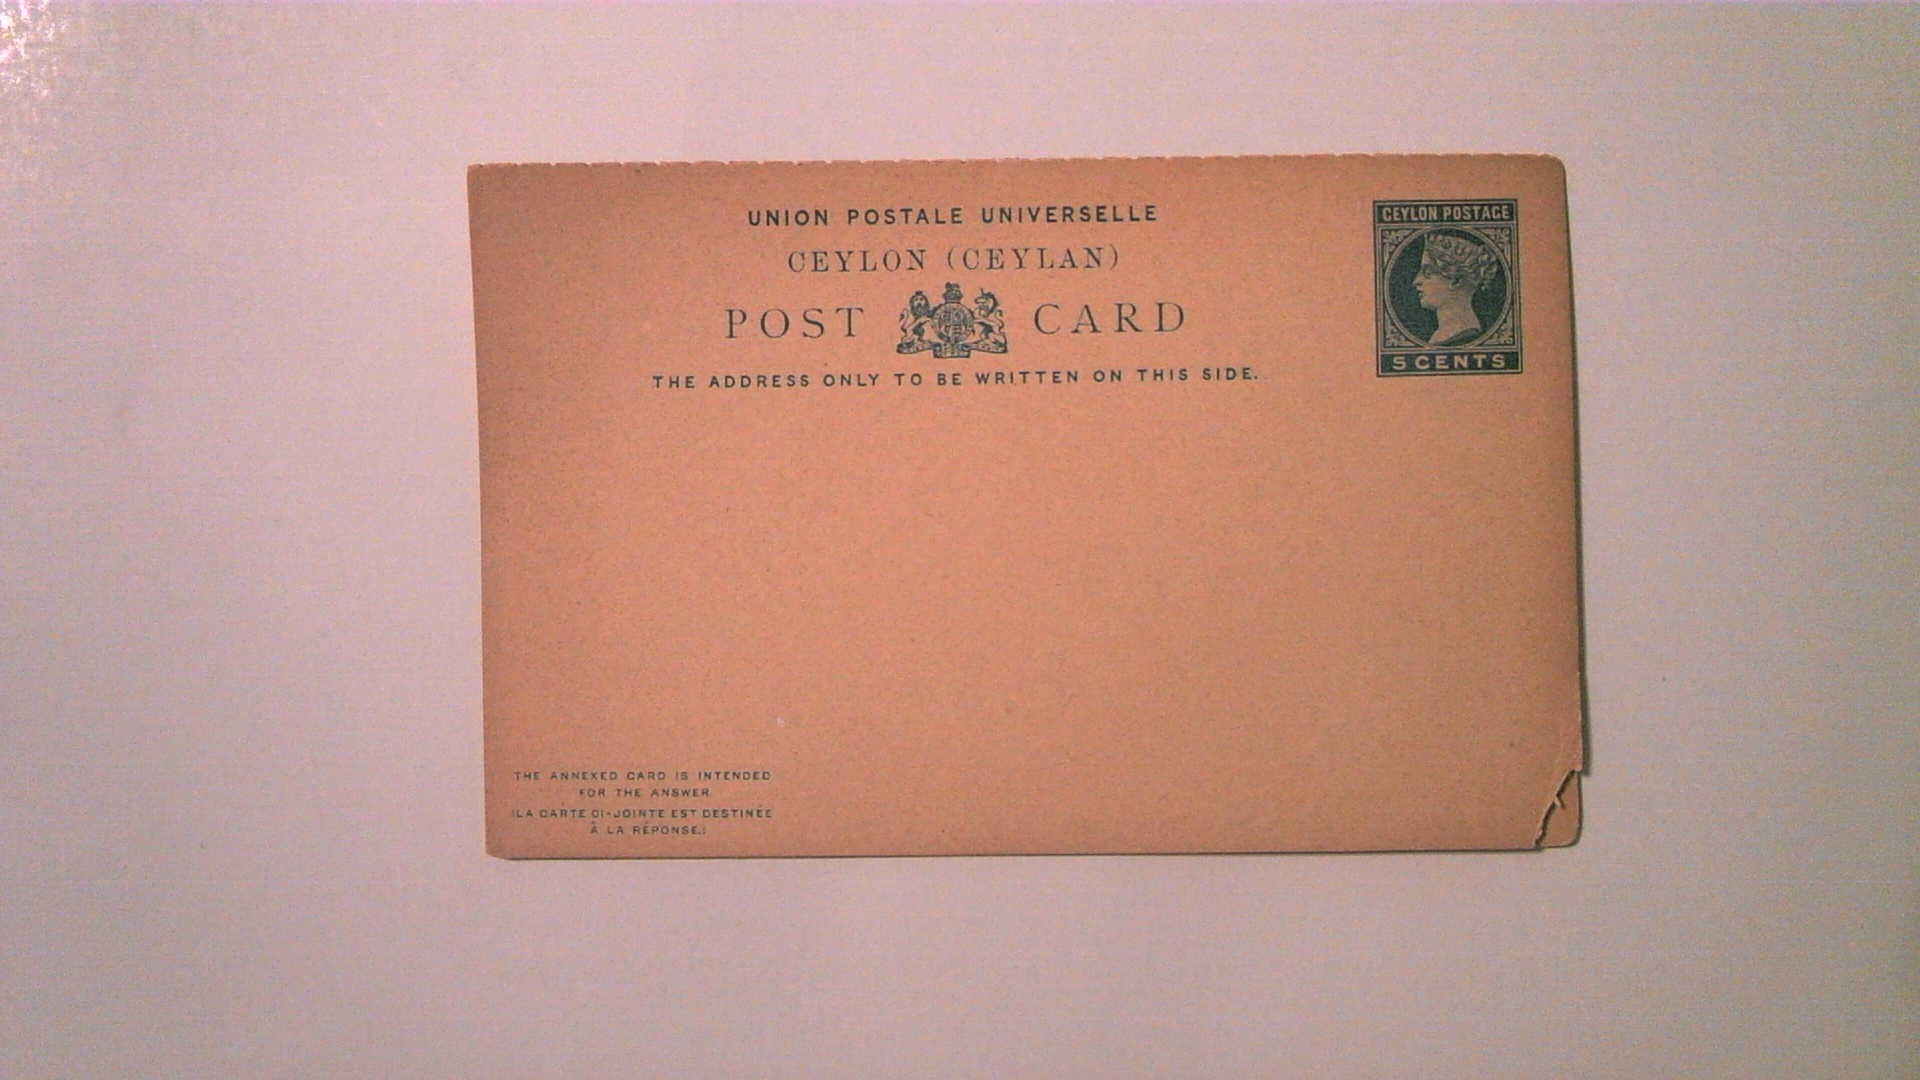 UNION POSTALE UNIVERSELLE
CEYLON (CEYLAN)
POST CARD
THE ADDRESS ONLY TO BE WRITTEN ON THIS SIDE.
CEYLON POSTAGE
5 CENTS
THE ANNEXED CARD IS INTENDED
FOR THE ANSWER.
(LA CARTE CI-JOINTE EST DESTINÉE
À LA RÉPONSE.)